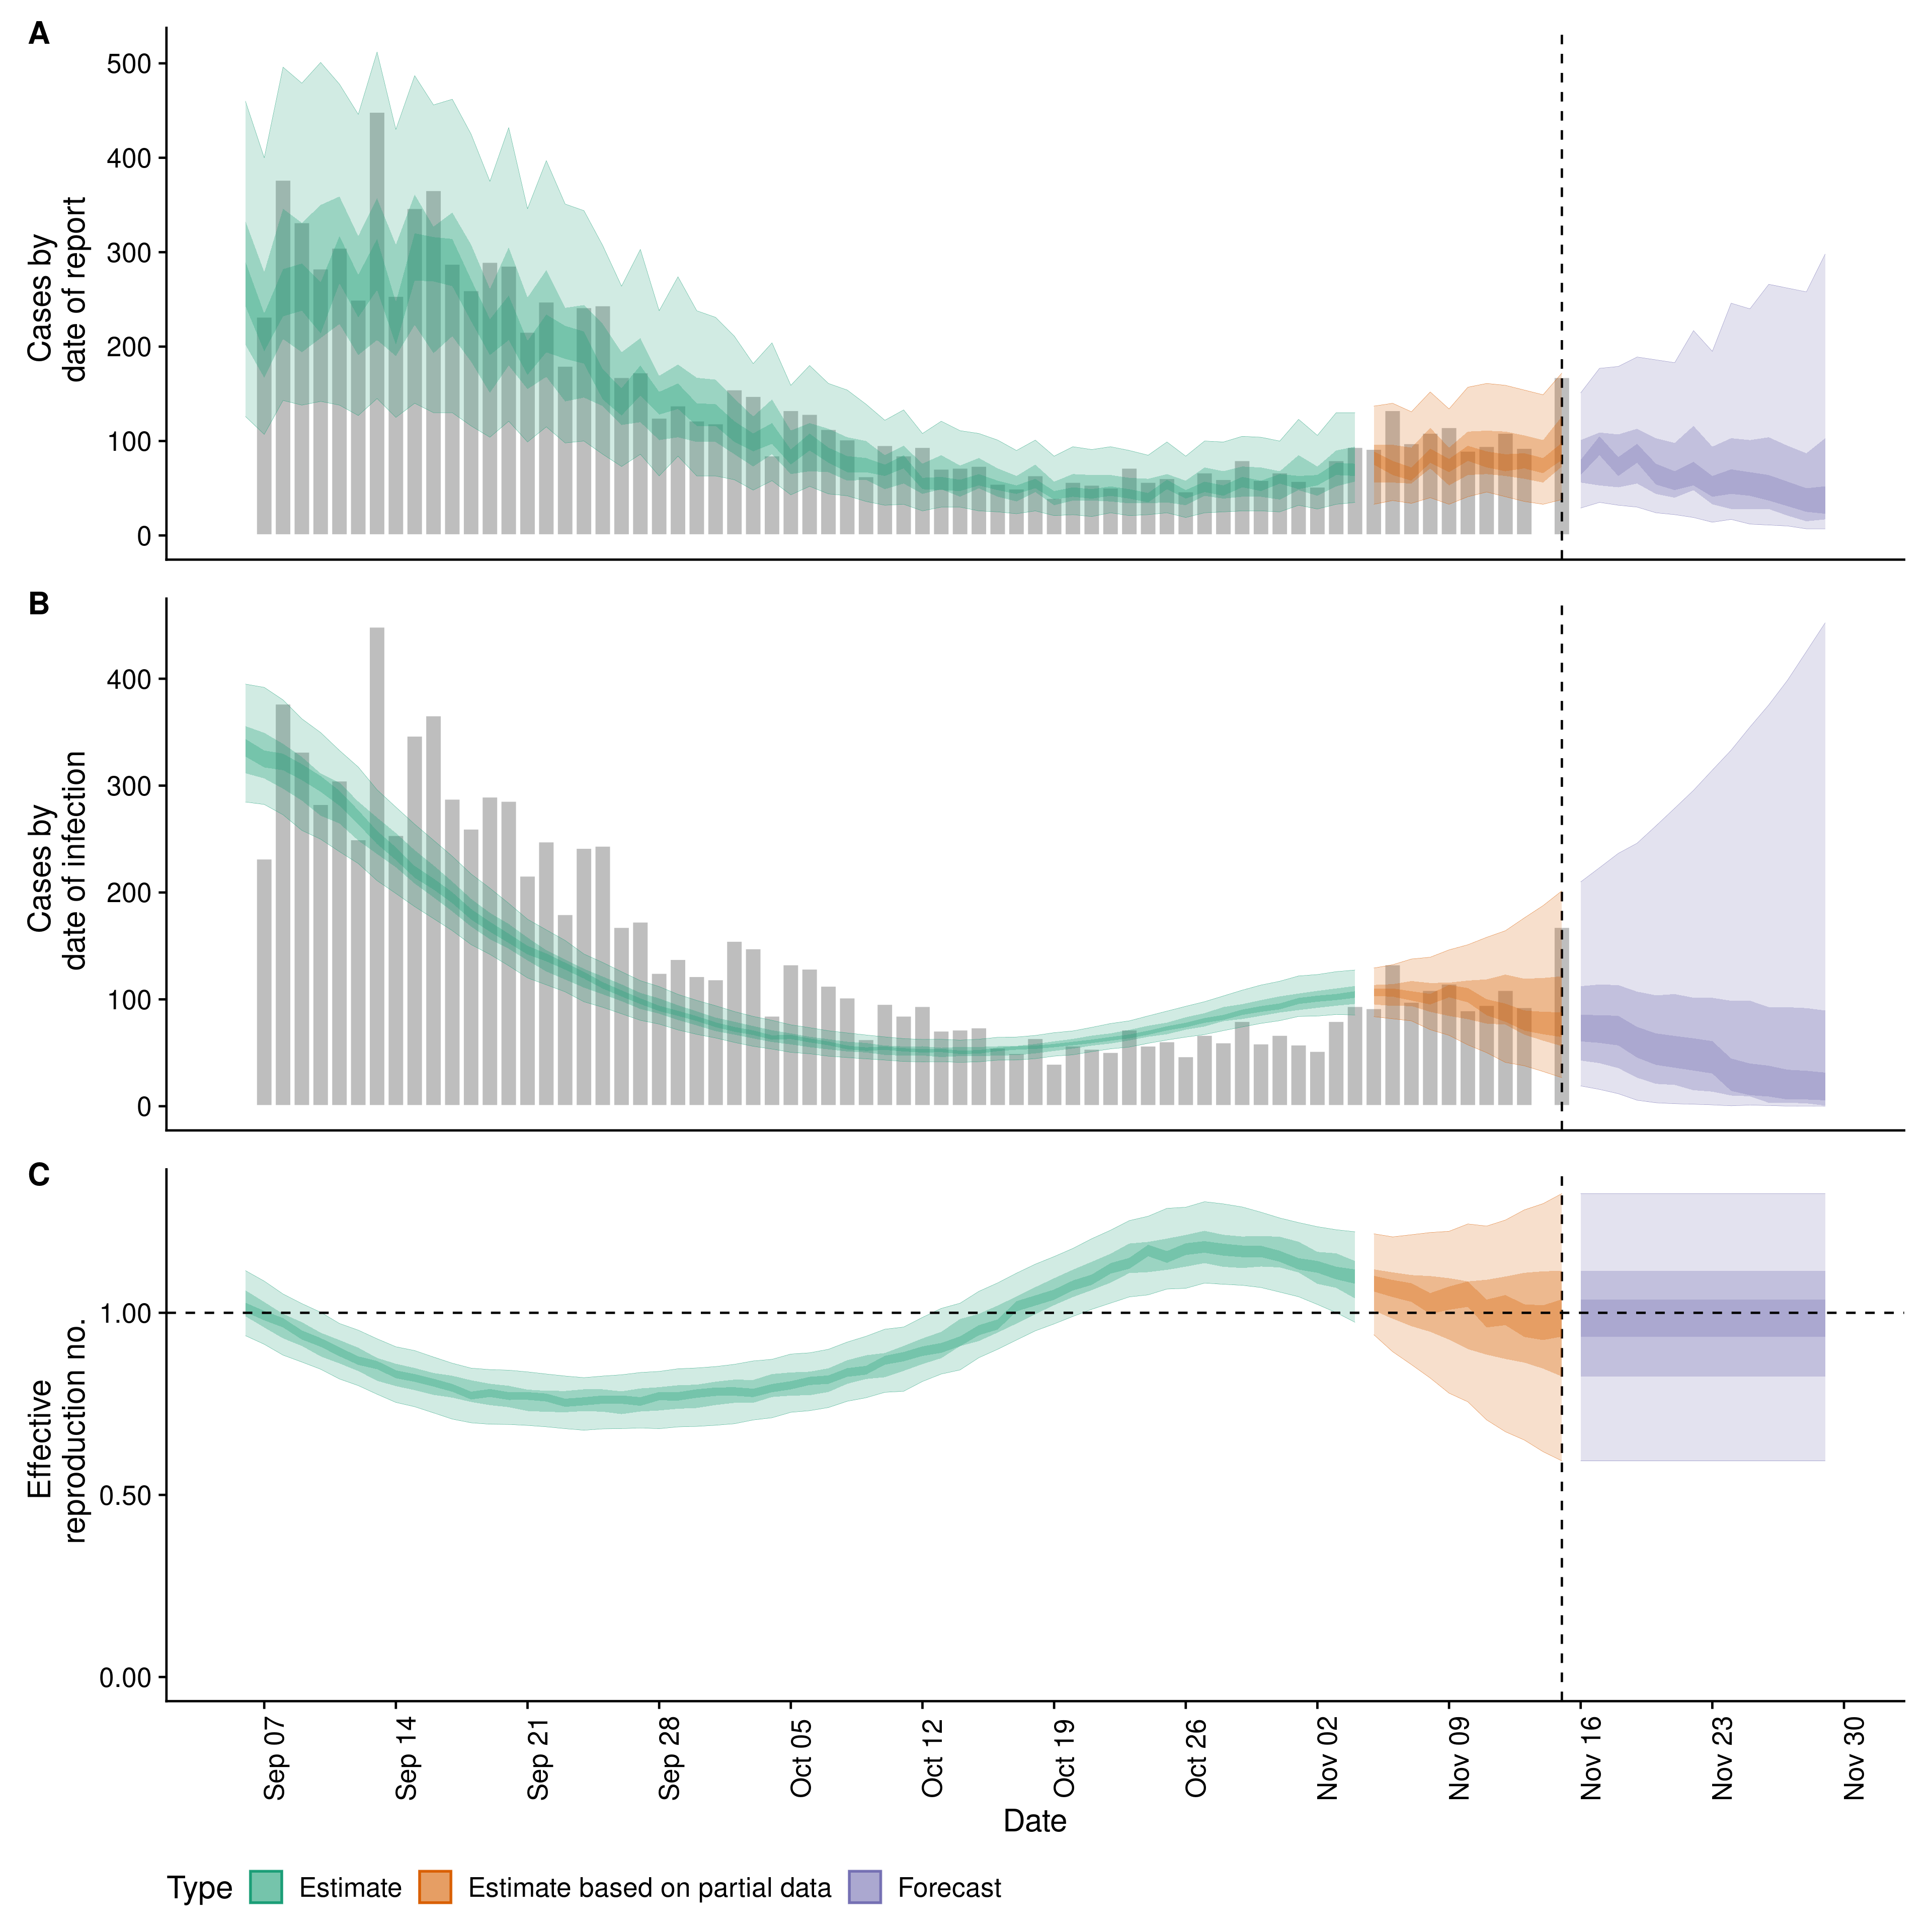 A
500
400
300
200
100
0
Cases by
date of report
B
400
300
200
100
0
Cases by
date of infection
C
1.00
0.50
0.00
Effective
reproduction no.
Sep 07
Sep 14
Sep 21
Sep 28
Oct 05
Oct 12
Oct 19
Oct 26
Nov 02
Nov 09
Nov 16
Nov 23
Nov 30
Date
Type Estimate Estimate based on partial data Forecast